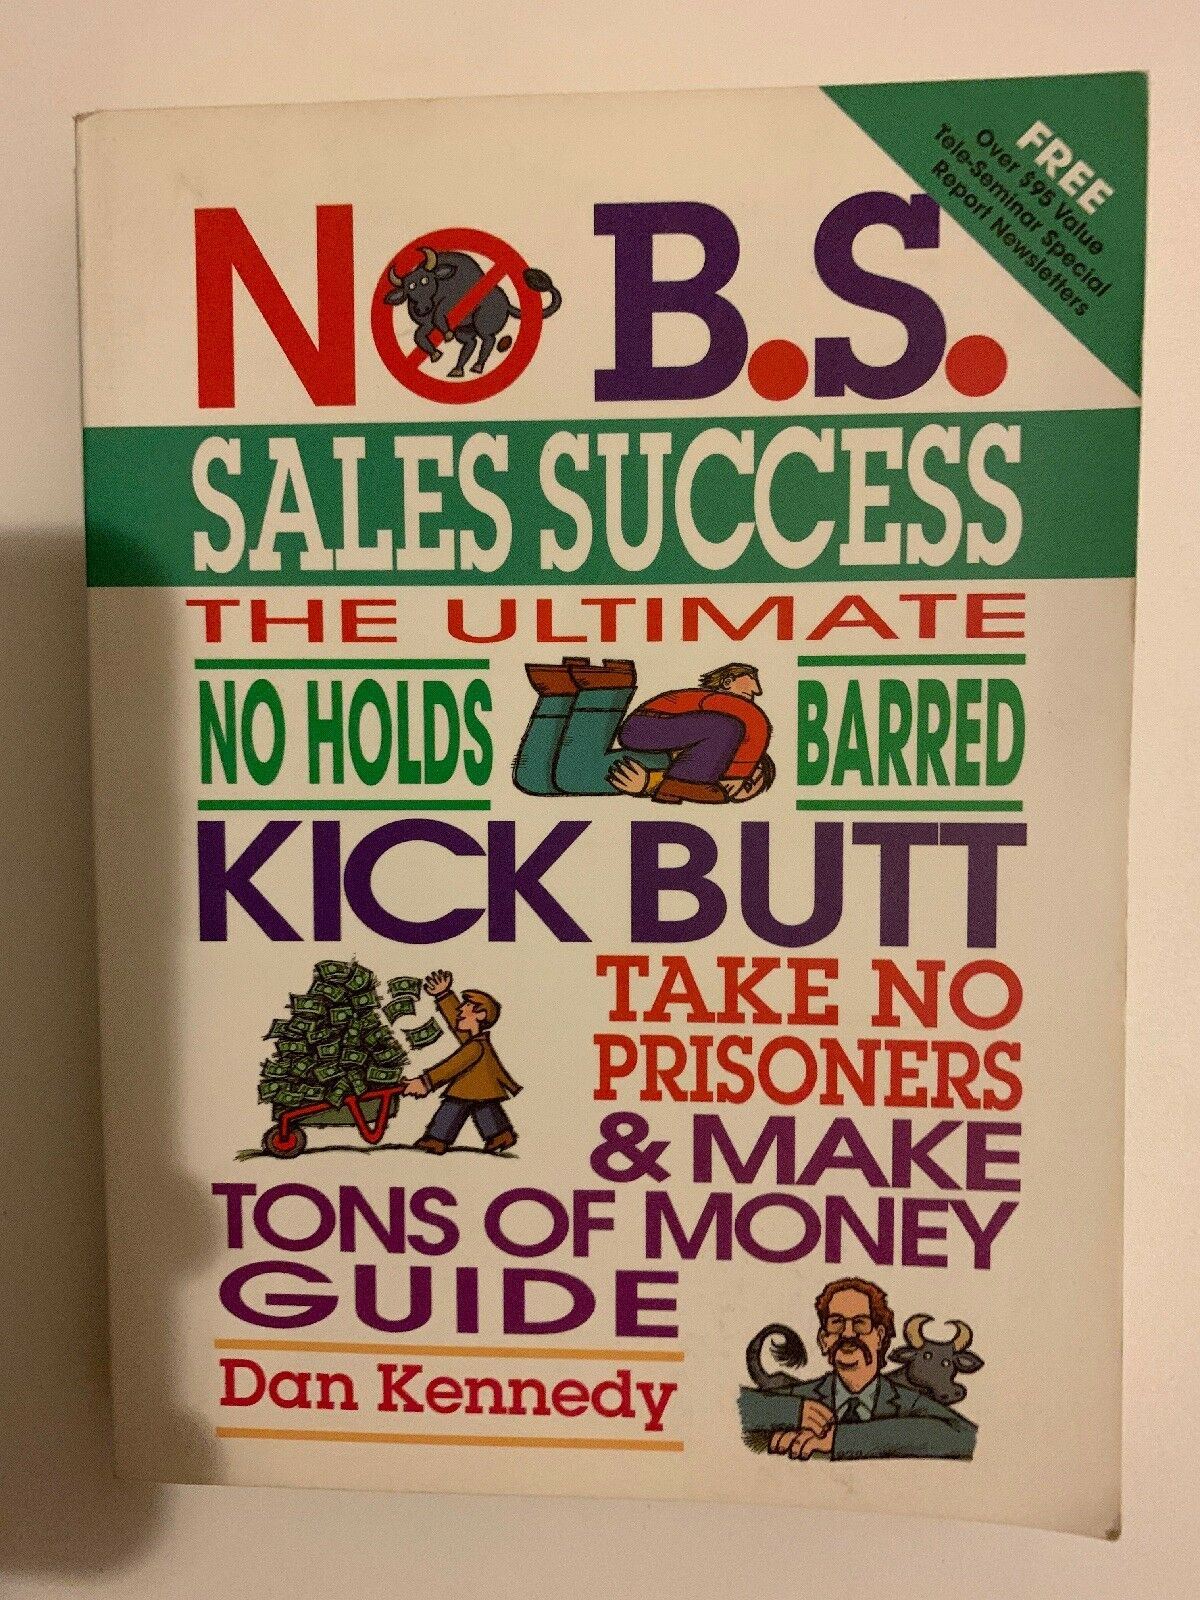 FREE
Over $95 Value
Tele-Seminar Special
Report Newsletters
NO B.S.
SALES SUCCESS
THE ULTIMATE
NO HOLDS BARRED
KICK BUTT
TAKE NO
PRISONERS
& MAKE
TONS OF MONEY
GUIDE
Dan Kennedy